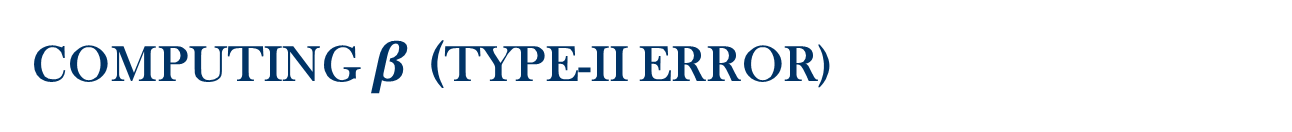 COMPUTING β (TYPE-II ERROR)